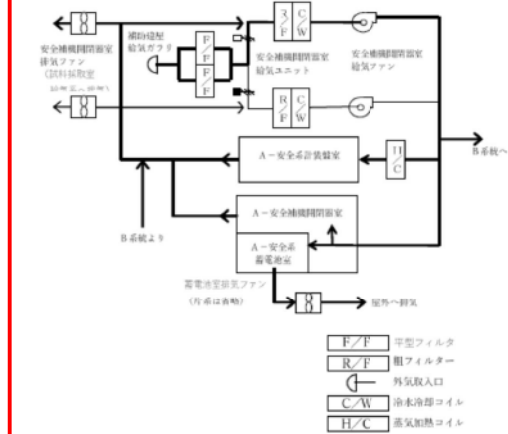 安全補機開閉器室
排気ファン
(試料採取室
補助建屋
給気ガラリ
F/F
F/F
R/F
C/W
安全補機開閉器室
給気ユニット
安全補機開閉器室
給気ファン
R/F
C/W
B系統へ
A－安全系計装盤室
H/C
B系統より
A－安全補機開閉器室
A－安全系
蓄電池室
蓄電池室排気ファン
(片系は省略)
屋外へ排気
F/F 平型フィルタ
R/F 粗フィルター
外気取入口
C/W 冷水冷却コイル
H/C 蒸気加熱コイル